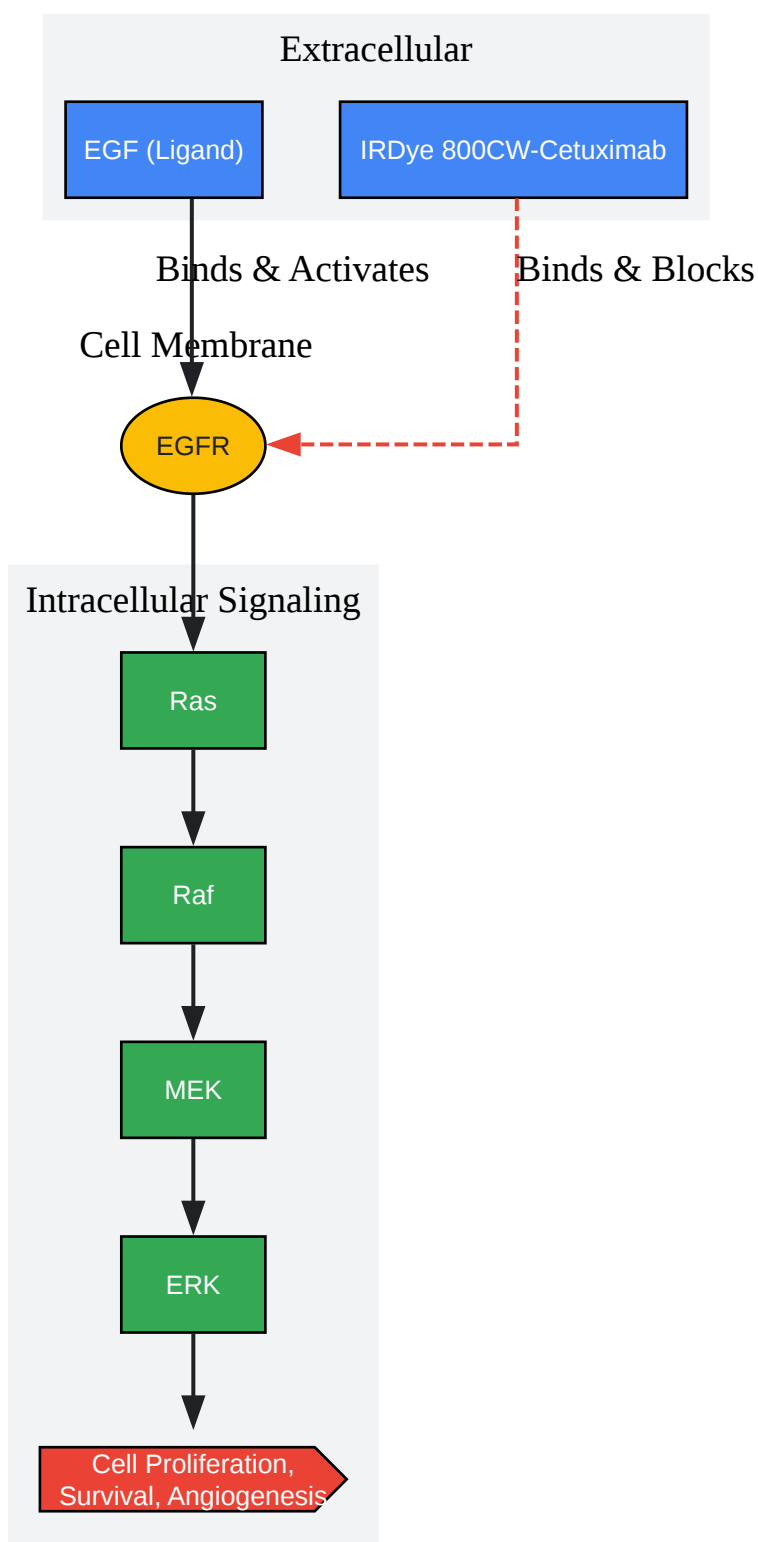 Extracellular
EGF (Ligand)
IRDye 800CW-Cetuximab
Binds & Activates
Binds & Blocks
Cell Membrane
EGFR
Intracellular Signaling
Ras
Raf
MEK
ERK
Cell Proliferation,
Survival, Angiogenesis